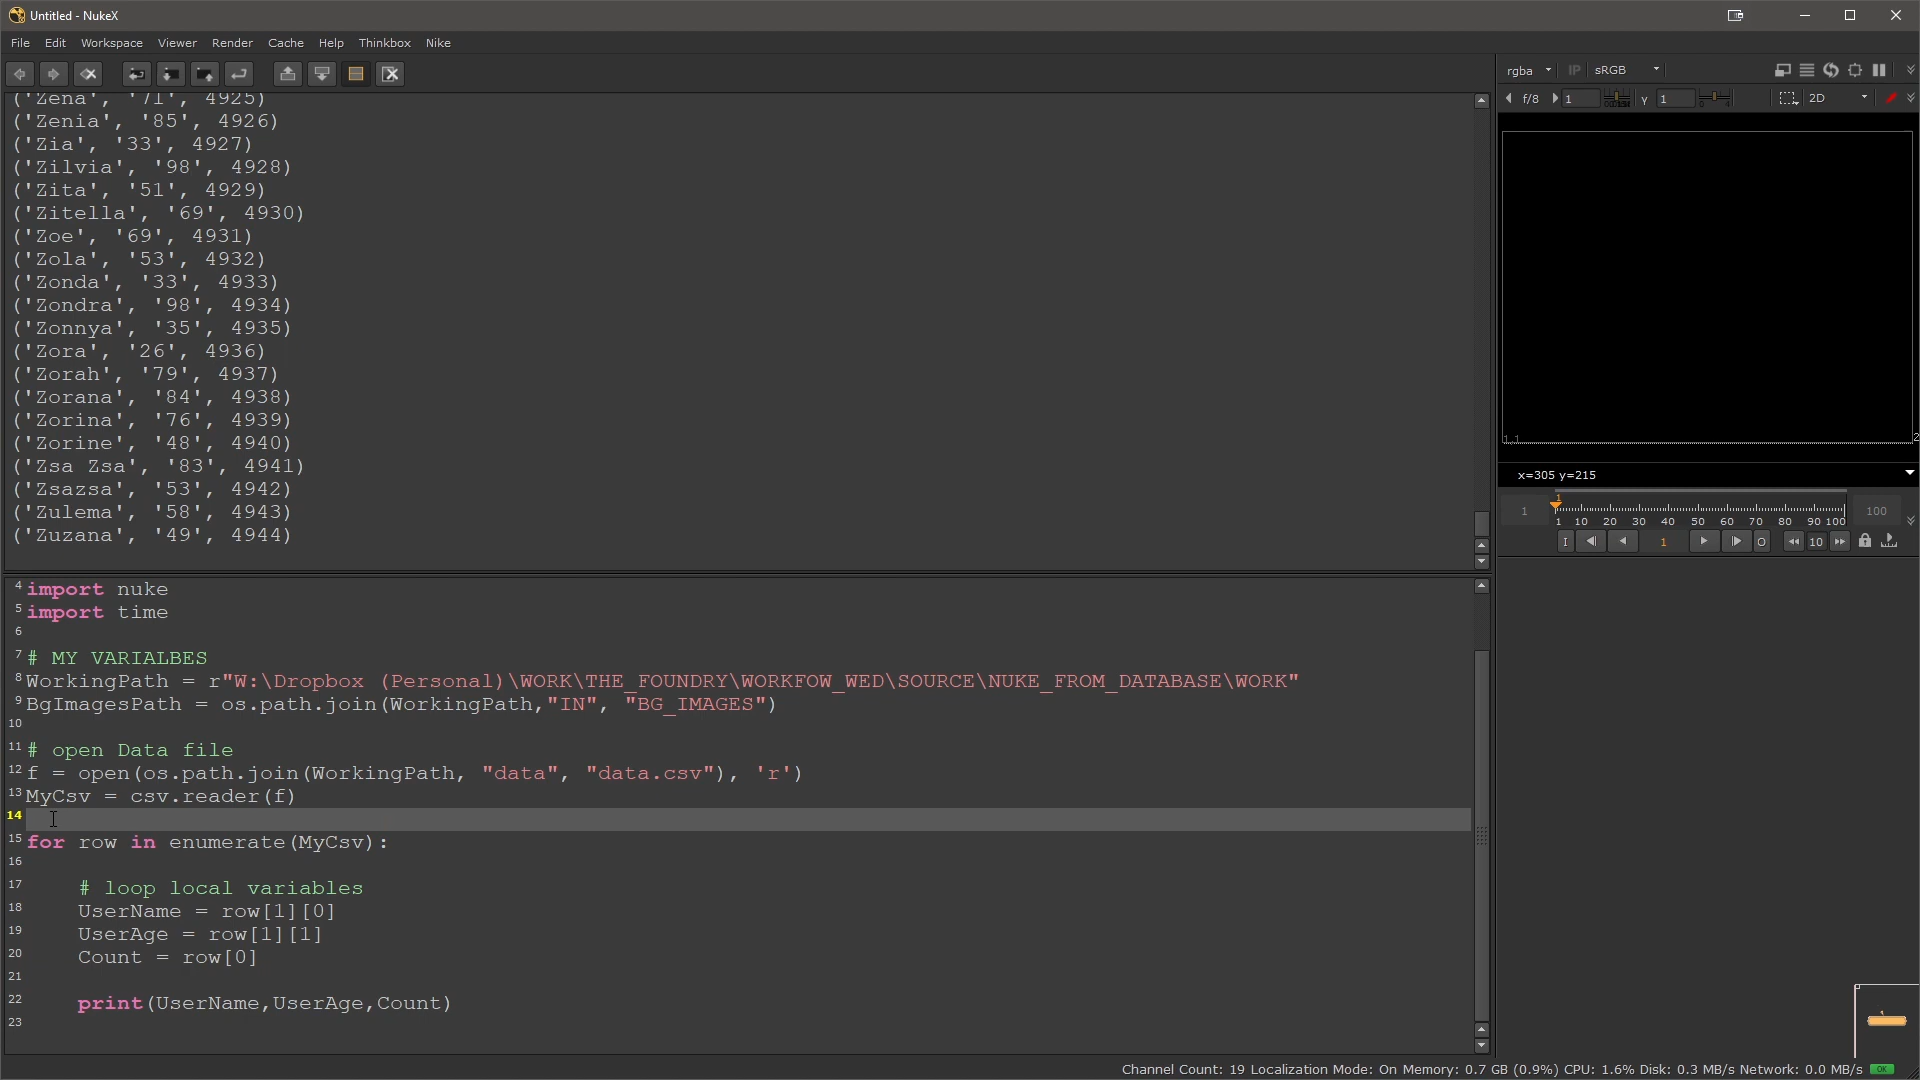 Untitled - NukeX
File Edit Workspace Viewer Render Cache Help Thinkbox Nike
rgba IP sRGB
f/8 1 γ 1 2D
('Zena', '71', 4925)
('Zenia', '85', 4926)
('Zia', '33', 4927)
('Zilvia', '98', 4928)
('Zita', '51', 4929)
('Zitella', '69', 4930)
('Zoe', '69', 4931)
('Zola', '53', 4932)
('Zonda', '33', 4933)
('Zondra', '98', 4934)
('Zonnya', '35', 4935)
('Zora', '26', 4936)
('Zorah', '79', 4937)
('Zorana', '84', 4938)
('Zorina', '76', 4939)
('Zorine', '48', 4940)
('Zsa Zsa', '83', 4941)
('Zsazsa', '53', 4942)
('Zulema', '58', 4943)
('Zuzana', '49', 4944)
x=305 y=215
1
1 100
1 10 20 30 40 50 60 70 80 90 100
I 1 O 10
4 import nuke
5 import time
6
7 # MY VARIALBES
8 WorkingPath = r"W:\Dropbox (Personal)\WORK\THE_FOUNDRY\WORKFOW_WED\SOURCE\NUKE_FROM_DATABASE\WORK"
9 BgImagesPath = os.path.join(WorkingPath,"IN", "BG_IMAGES")
10
11 # open Data file
12 f = open(os.path.join(WorkingPath, "data", "data.csv"), 'r')
13 MyCsv = csv.reader(f)
14
15 for row in enumerate(MyCsv):
16
17 # loop local variables
18 UserName = row[1][0]
19 UserAge = row[1][1]
20 Count = row[0]
21
22 print(UserName,UserAge,Count)
23
Channel Count: 19 Localization Mode: On Memory: 0.7 GB (0.9%) CPU: 1.6% Disk: 0.3 MB/s Network: 0.0 MB/s OK